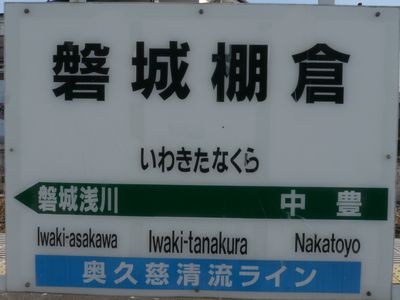 磐城棚倉
いわきたなくら
磐城浅川 中豊
Iwaki-asakawa Iwaki-tanakura Nakatoyo
奥久慈清流ライン